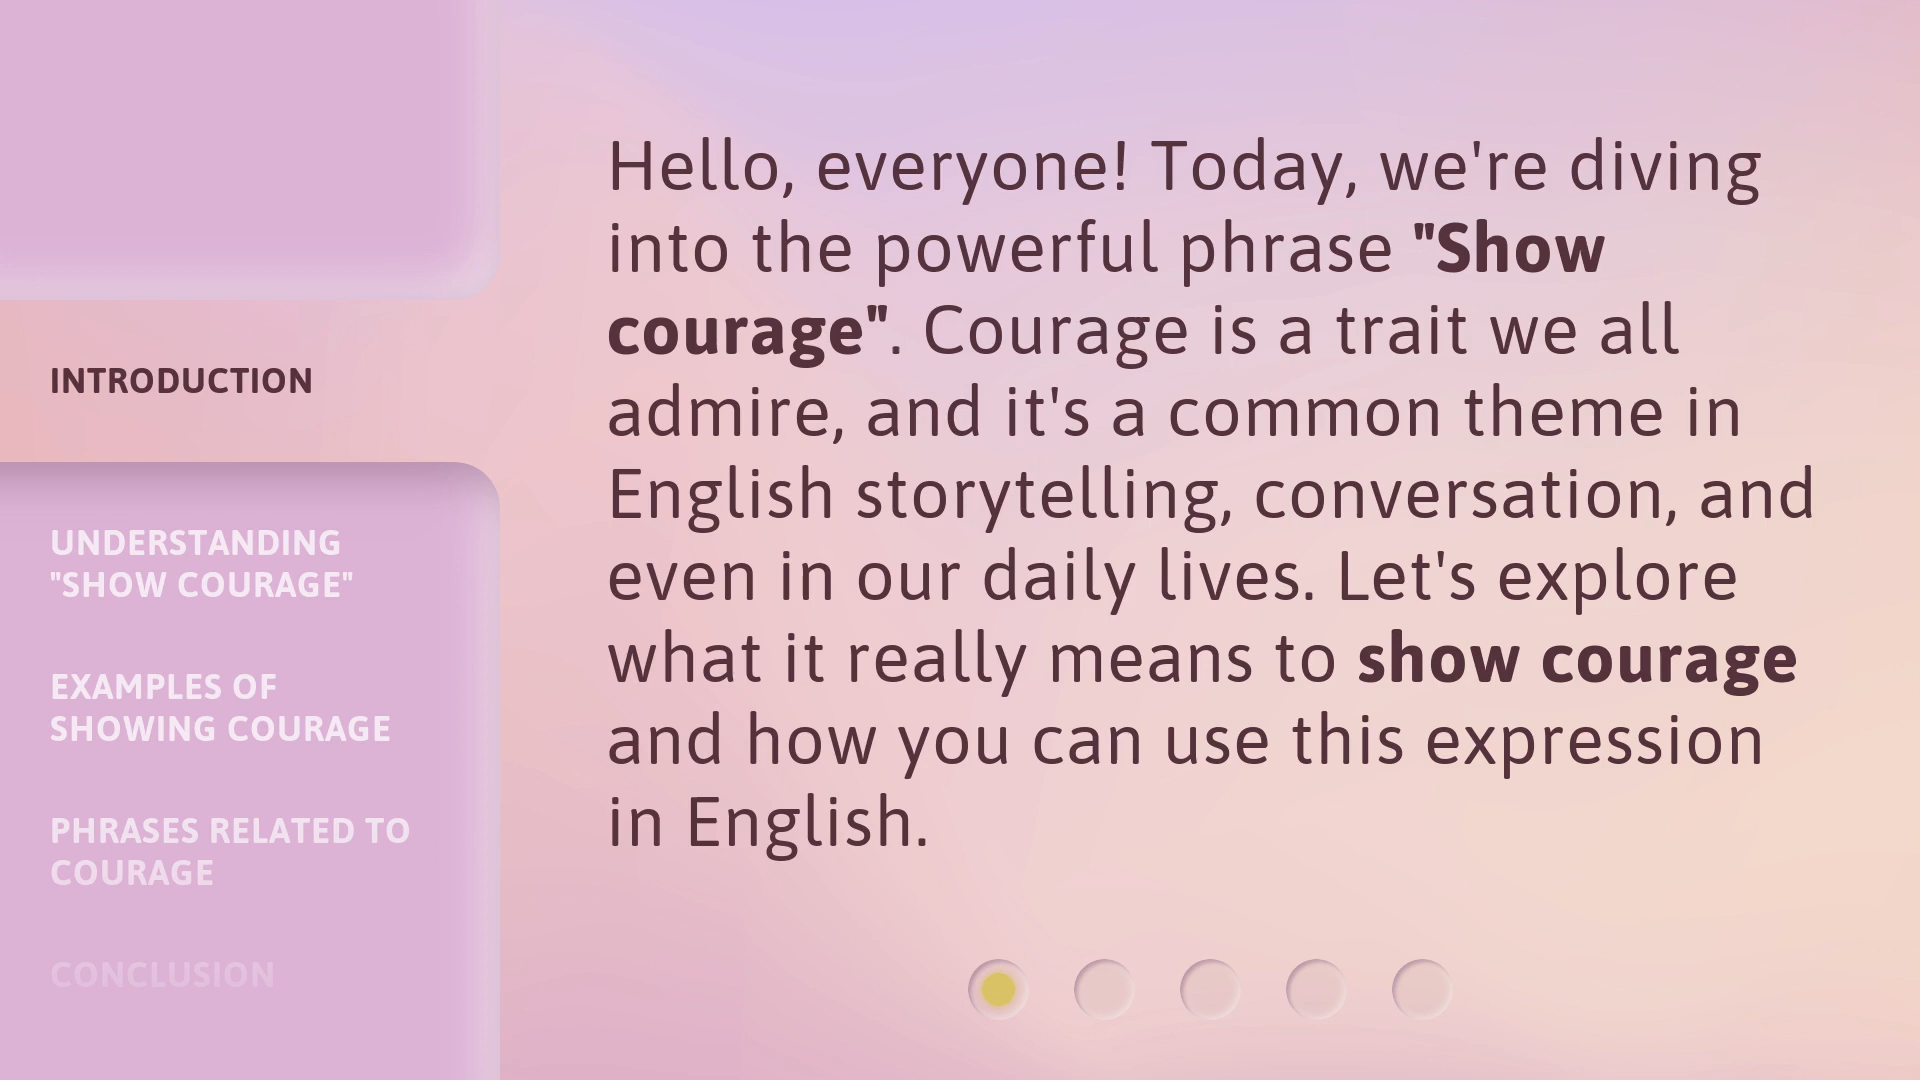 INTRODUCTION
UNDERSTANDING
"SHOW COURAGE"
EXAMPLES OF
SHOWING COURAGE
PHRASES RELATED TO
COURAGE
CONCLUSION
Hello, everyone! Today, we're diving
into the powerful phrase "Show
courage". Courage is a trait we all
admire, and it's a common theme in
English storytelling, conversation, and
even in our daily lives. Let's explore
what it really means to show courage
and how you can use this expression
in English.